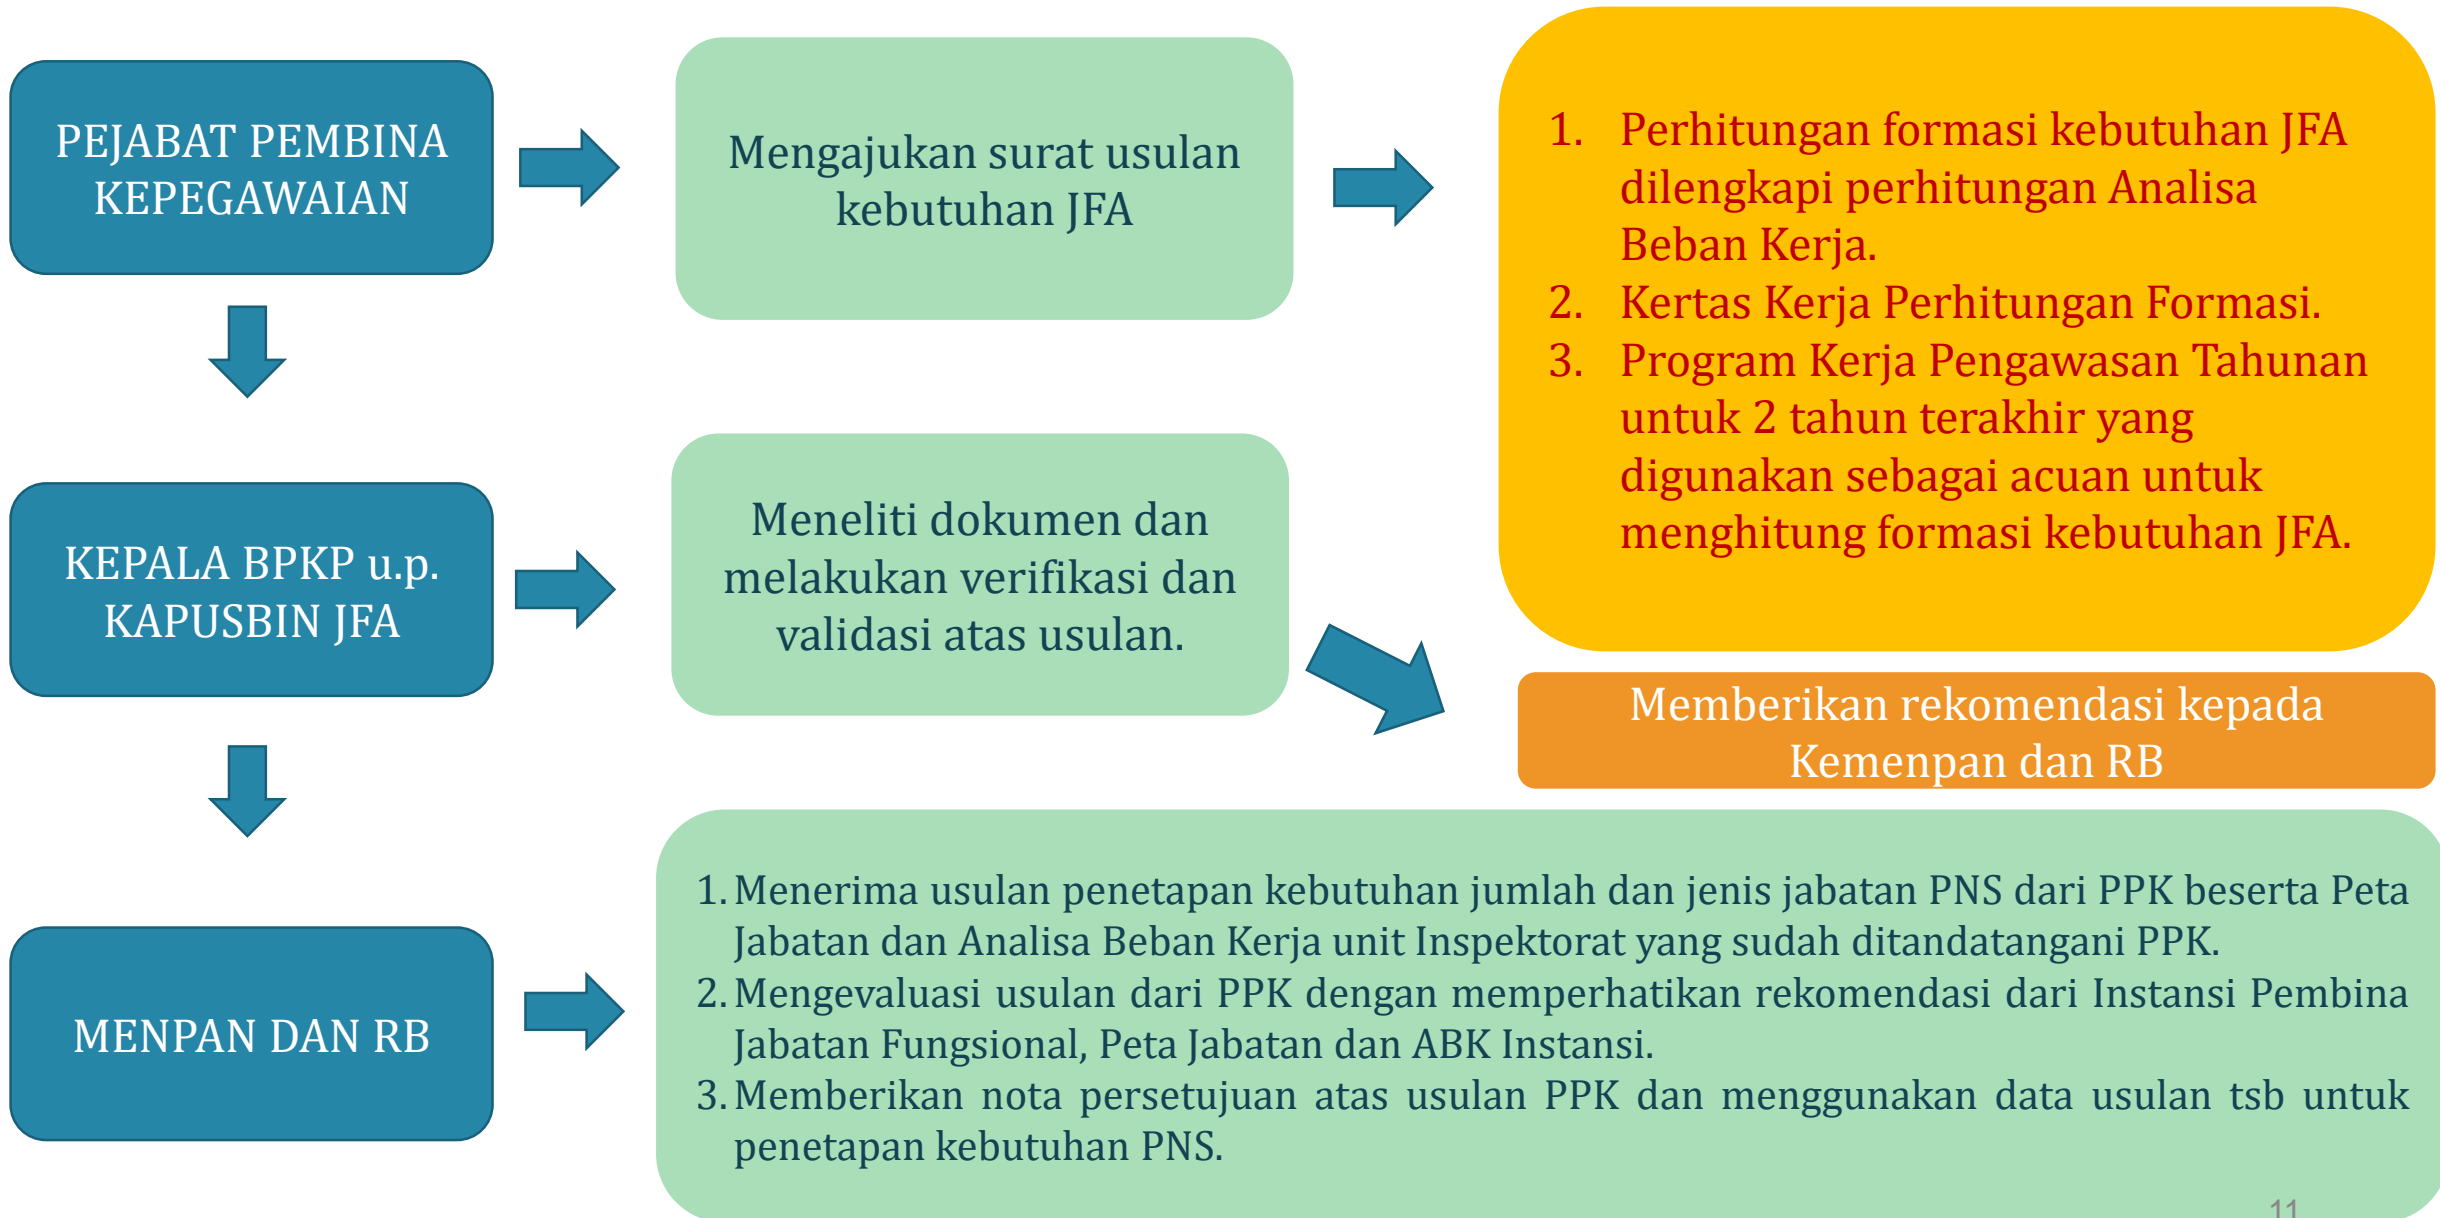 PEJABAT PEMBINA
KEPEGAWAIAN
Mengajukan surat usulan
kebutuhan JFA
1. Perhitungan formasi kebutuhan JFA
dilengkapi perhitungan Analisa
Beban Kerja.
2. Kertas Kerja Perhitungan Formasi.
3. Program Kerja Pengawasan Tahunan
untuk 2 tahun terakhir yang
digunakan sebagai acuan untuk
menghitung formasi kebutuhan JFA.
KEPALA BPKP u.p.
KAPUSBIN JFA
Meneliti dokumen dan
melakukan verifikasi dan
validasi atas usulan.
Memberikan rekomendasi kepada
Kemenpan dan RB
MENPAN DAN RB
1. Menerima usulan penetapan kebutuhan jumlah dan jenis jabatan PNS dari PPK beserta Peta
Jabatan dan Analisa Beban Kerja unit Inspektorat yang sudah ditandatangani PPK.
2. Mengevaluasi usulan dari PPK dengan memperhatikan rekomendasi dari Instansi Pembina
Jabatan Fungsional, Peta Jabatan dan ABK Instansi.
3. Memberikan nota persetujuan atas usulan PPK dan menggunakan data usulan tsb untuk
penetapan kebutuhan PNS.
11